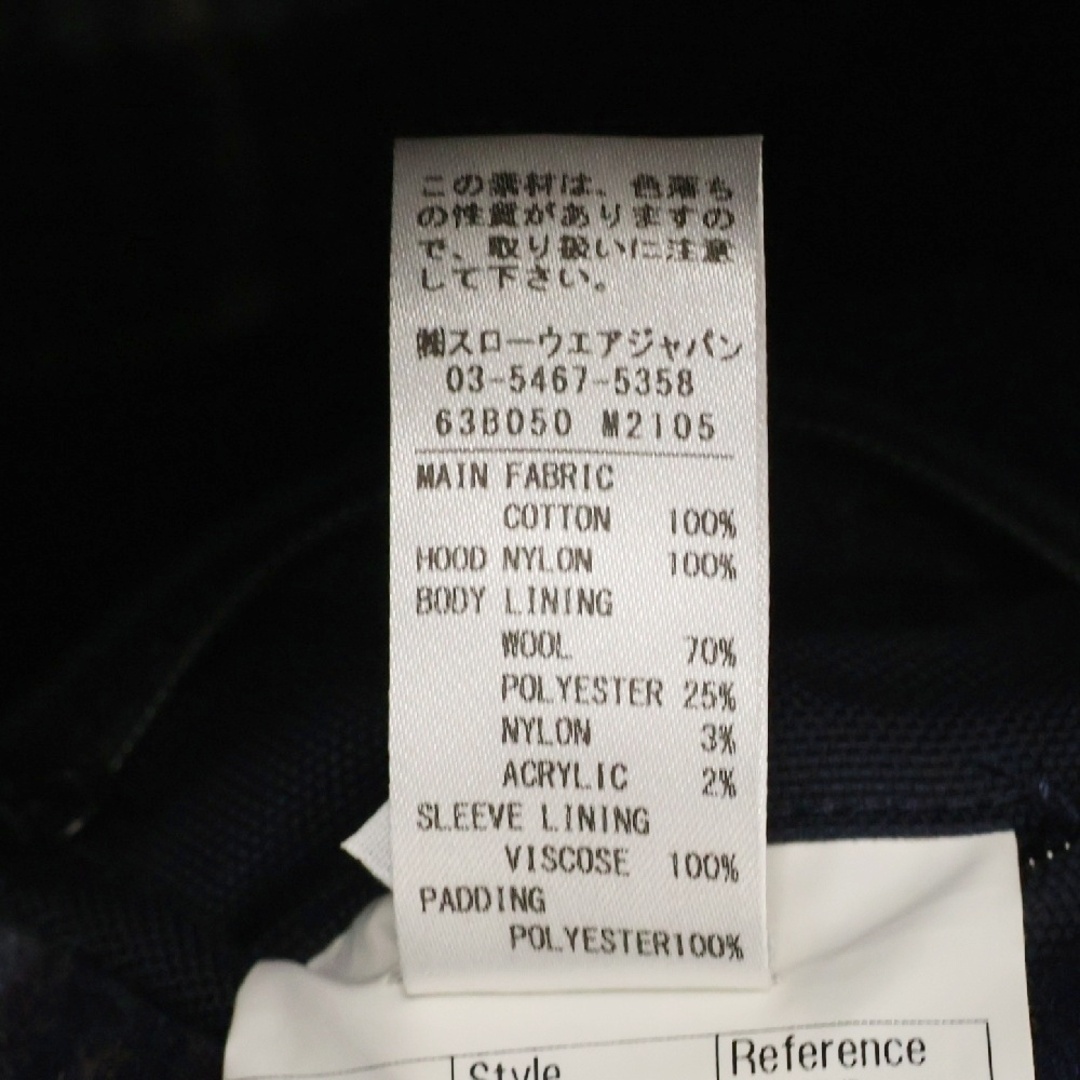 この素材は、色落ち
の性質がありますの
で、取り扱いに注意
して下さい。
㈱スローウエアジャパン
03-5467-5358
63B050 M2105
MAIN FABRIC
COTTON 100%
HOOD NYLON 100%
BODY LINING
WOOL 70%
POLYESTER 25%
NYLON 3%
ACRYLIC 2%
SLEEVE LINING
VISCOSE 100%
PADDING
POLYESTER100%
Style Reference